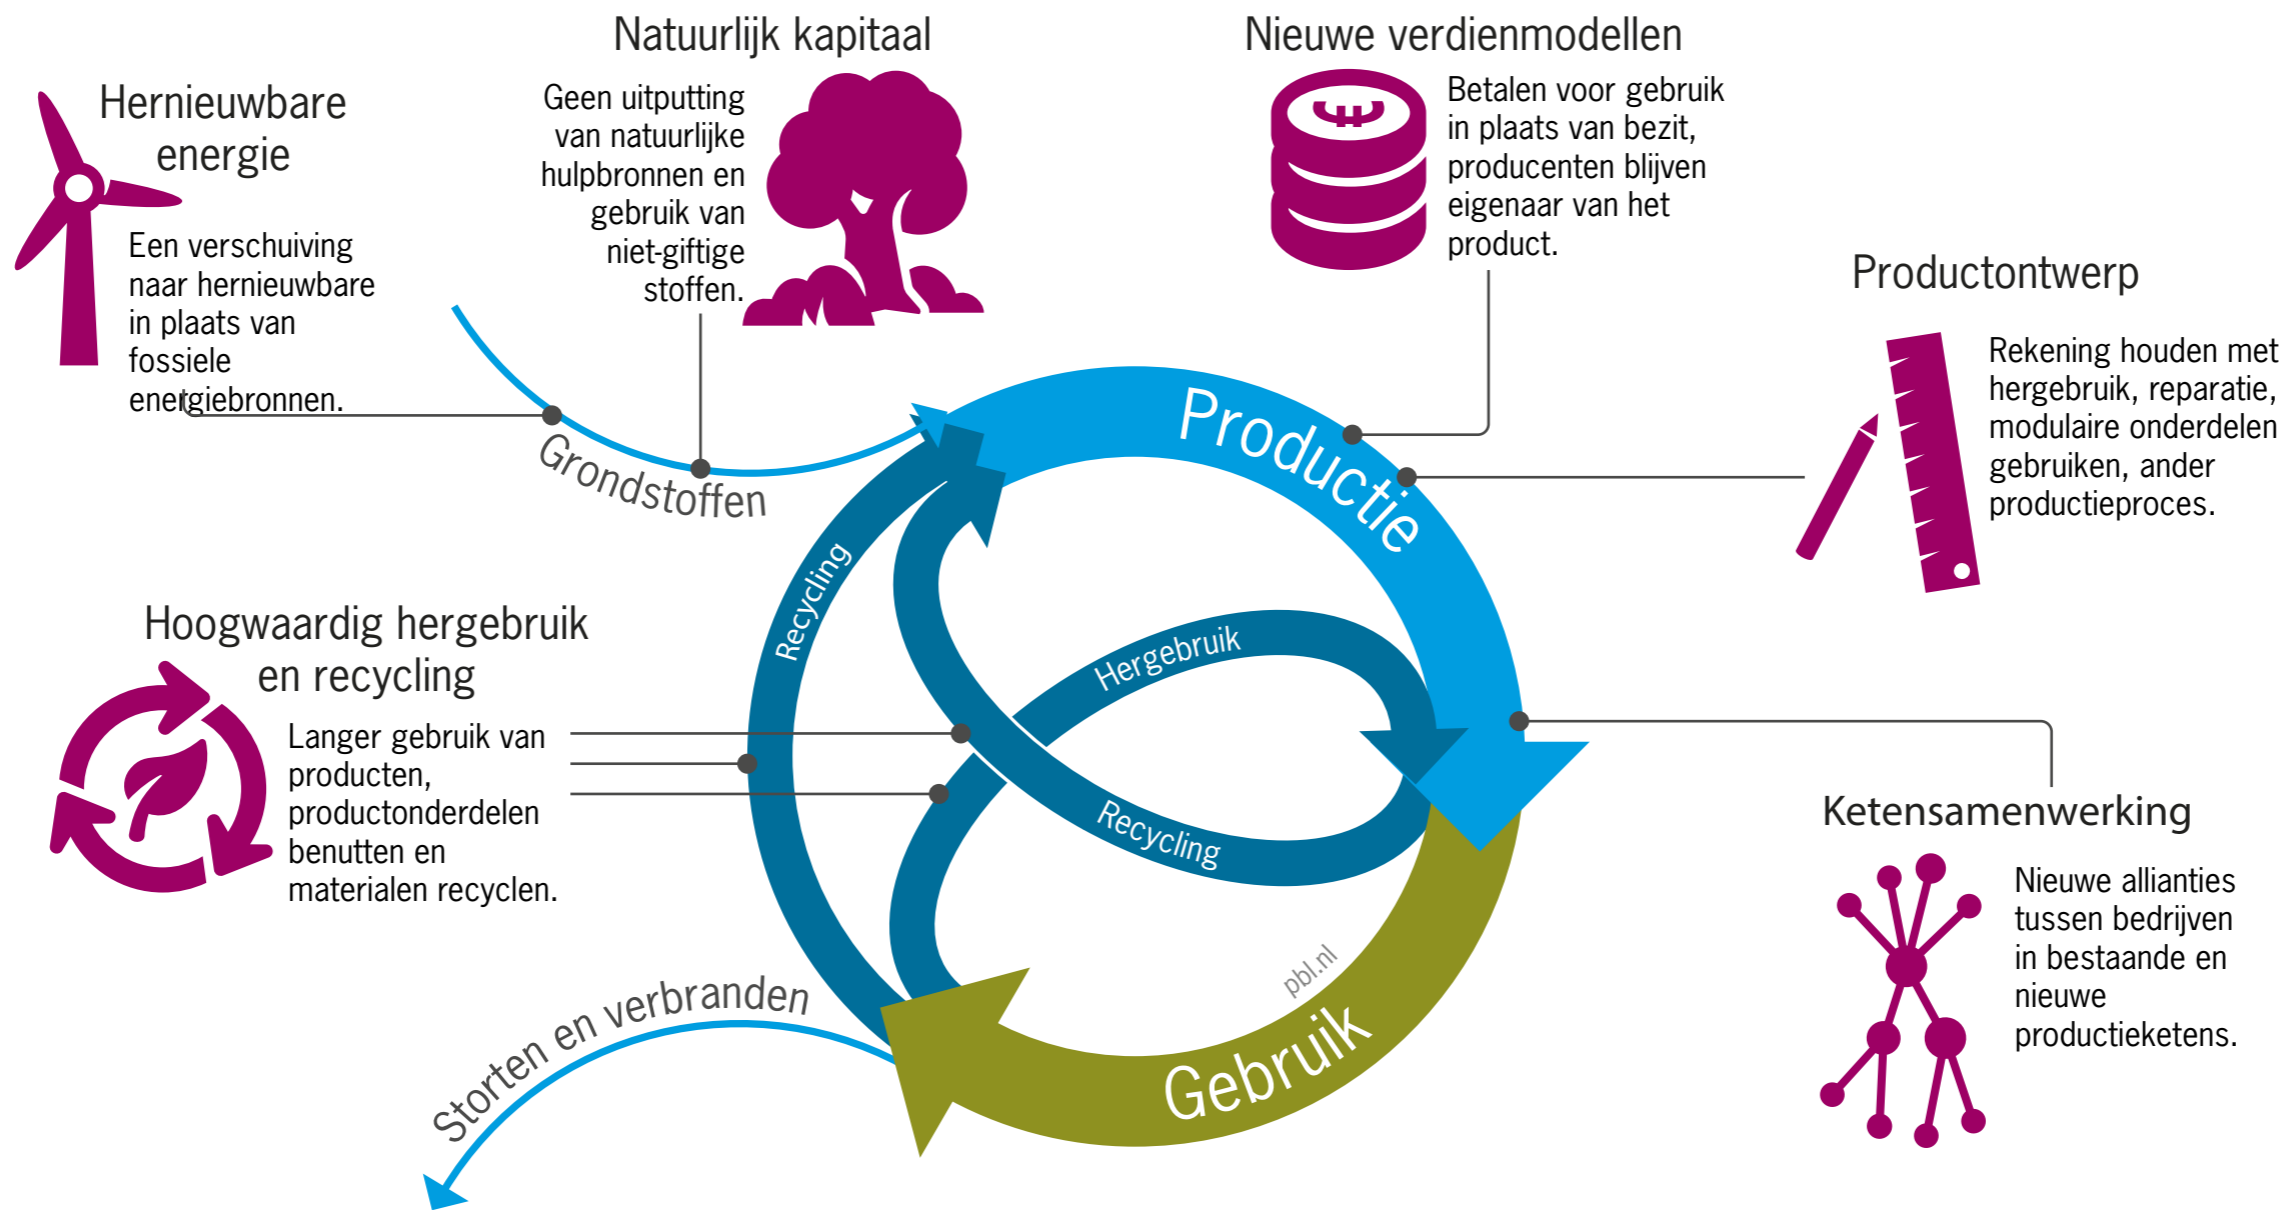 Natuurlijk kapitaal
Geen uitputting
van natuurlijke
hulpbronnen en
gebruik van
niet-giftige
stoffen.
Nieuwe verdienmodellen
Betalen voor gebruik
in plaats van bezit,
producenten blijven
eigenaar van het
product.
Hernieuwbare
energie
Een verschuiving
naar hernieuwbare
in plaats van
fossiele
energiebronnen.
Productontwerp
Rekening houden met
hergebruik, reparatie,
modulaire onderdelen
gebruiken, ander
productieproces.
Grondstoffen
Productie
Recycling
Hergebruik
Recycling
Hoogwaardig hergebruik
en recycling
Langer gebruik van
producten,
productonderdelen
benutten en
materialen recyclen.
Ketensamenwerking
Nieuwe allianties
tussen bedrijven
in bestaande en
nieuwe
productieketens.
pbl.nl
Gebruik
Storten en verbranden